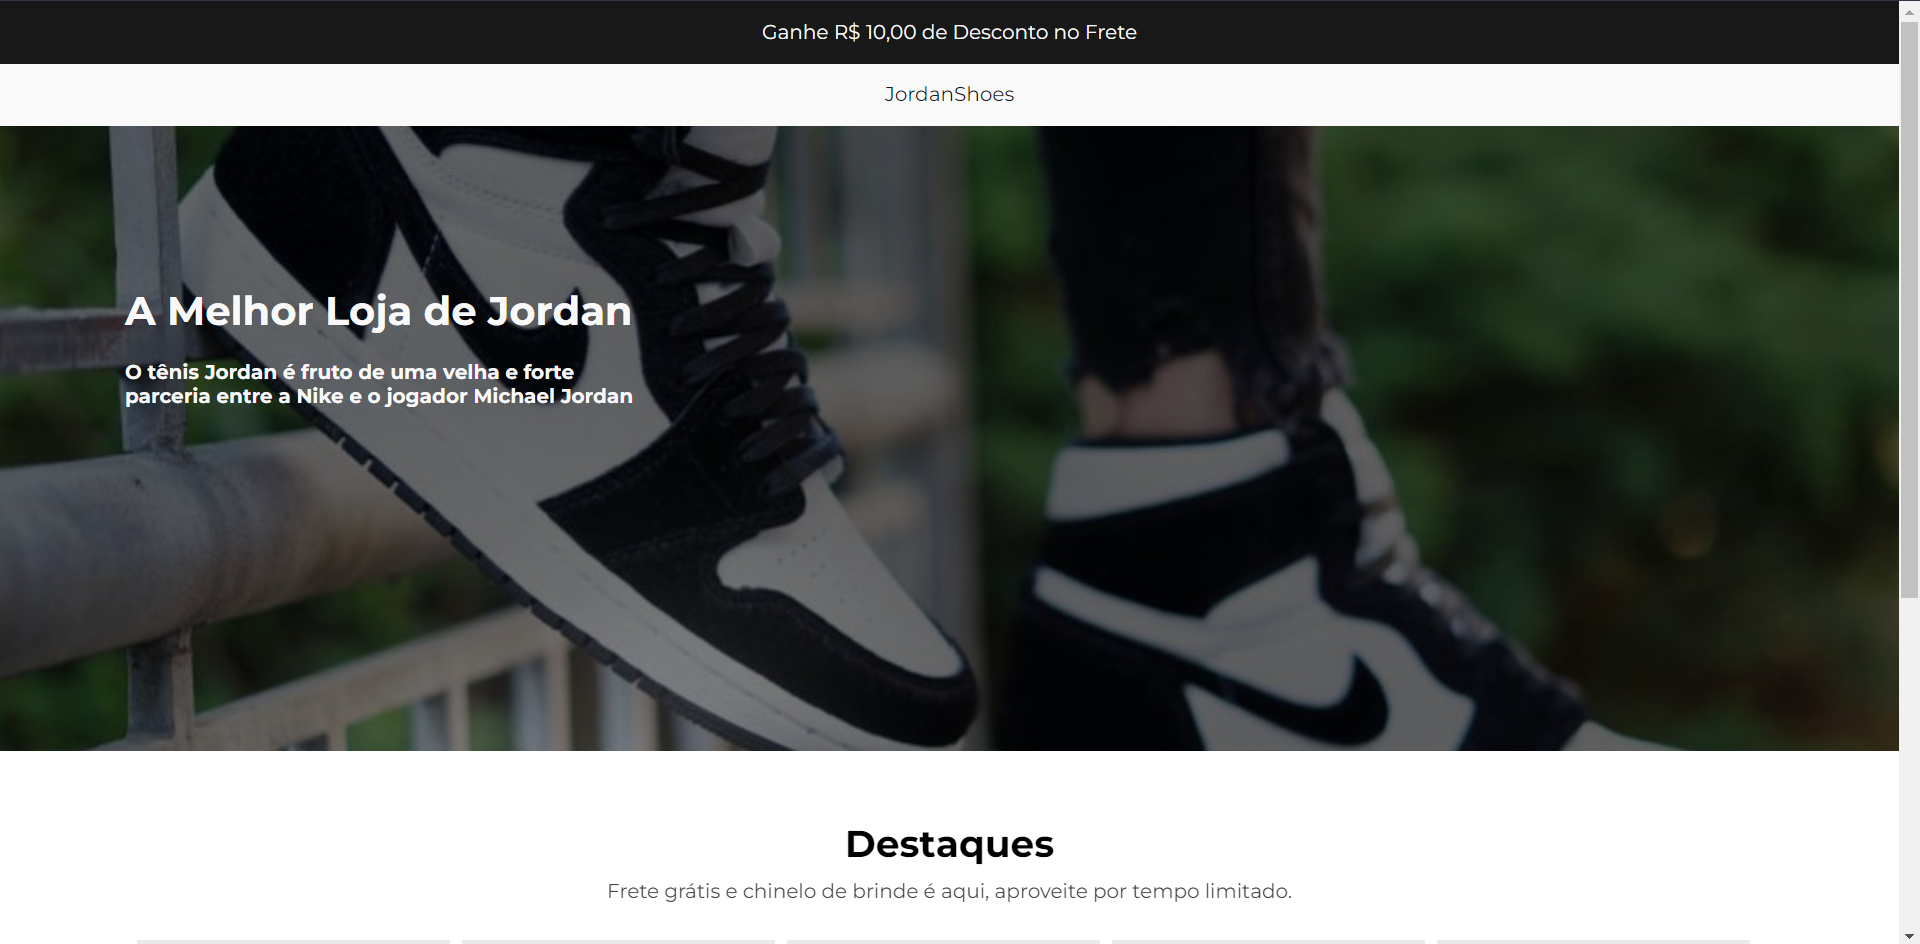 Ganhe R$ 10,00 de Desconto no Frete
JordanShoes
A Melhor Loja de Jordan
O tênis Jordan é fruto de uma velha e forte
parceria entre a Nike e o jogador Michael Jordan
Destaques
Frete grátis e chinelo de brinde é aqui, aproveite por tempo limitado.